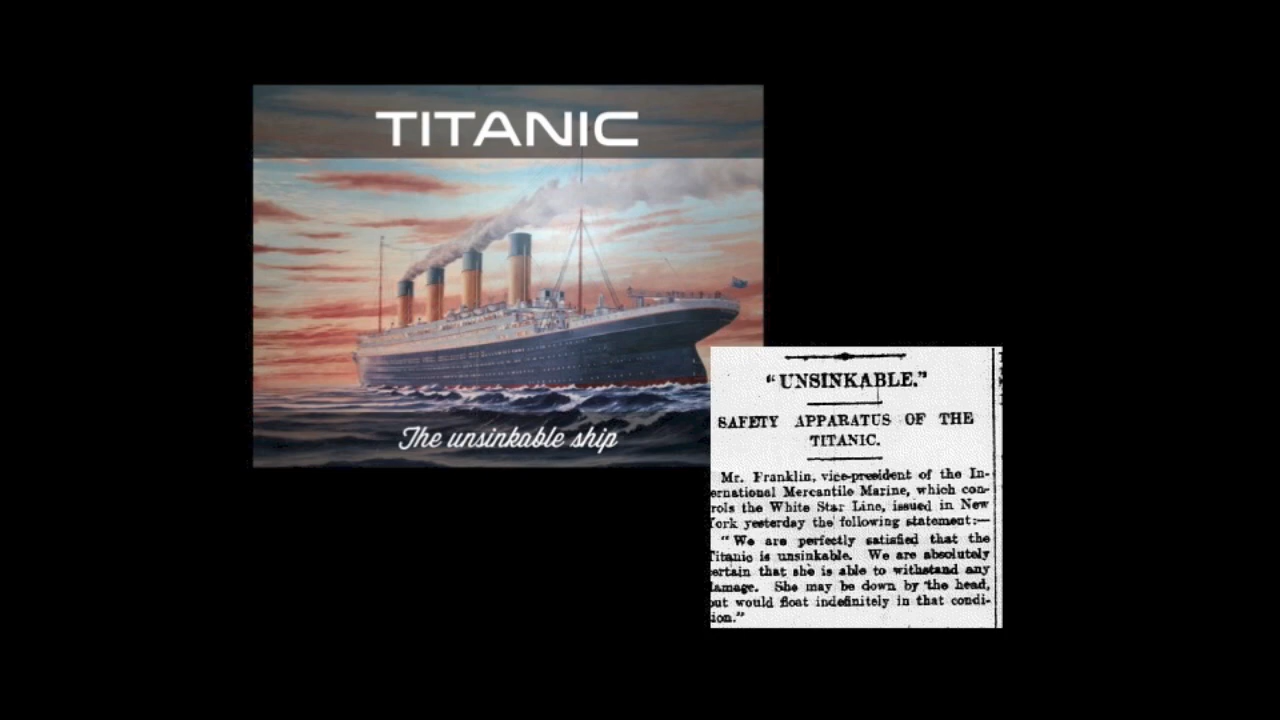 TITANIC
The unsinkable ship
“UNSINKABLE.”
SAFETY APPARATUS OF THE
TITANIC.
Mr. Franklin, vice-president of the In-
ernational Mercantile Marine, which con-
rols the White Star Line, issued in New
York yesterday the following statement:—
“We are perfectly satisfied that the
Titanic is unsinkable. We are absolutely
ertain that she is able to withstand any
damage. She may be down by the head,
out would float indefinitely in that condi-
ion.”